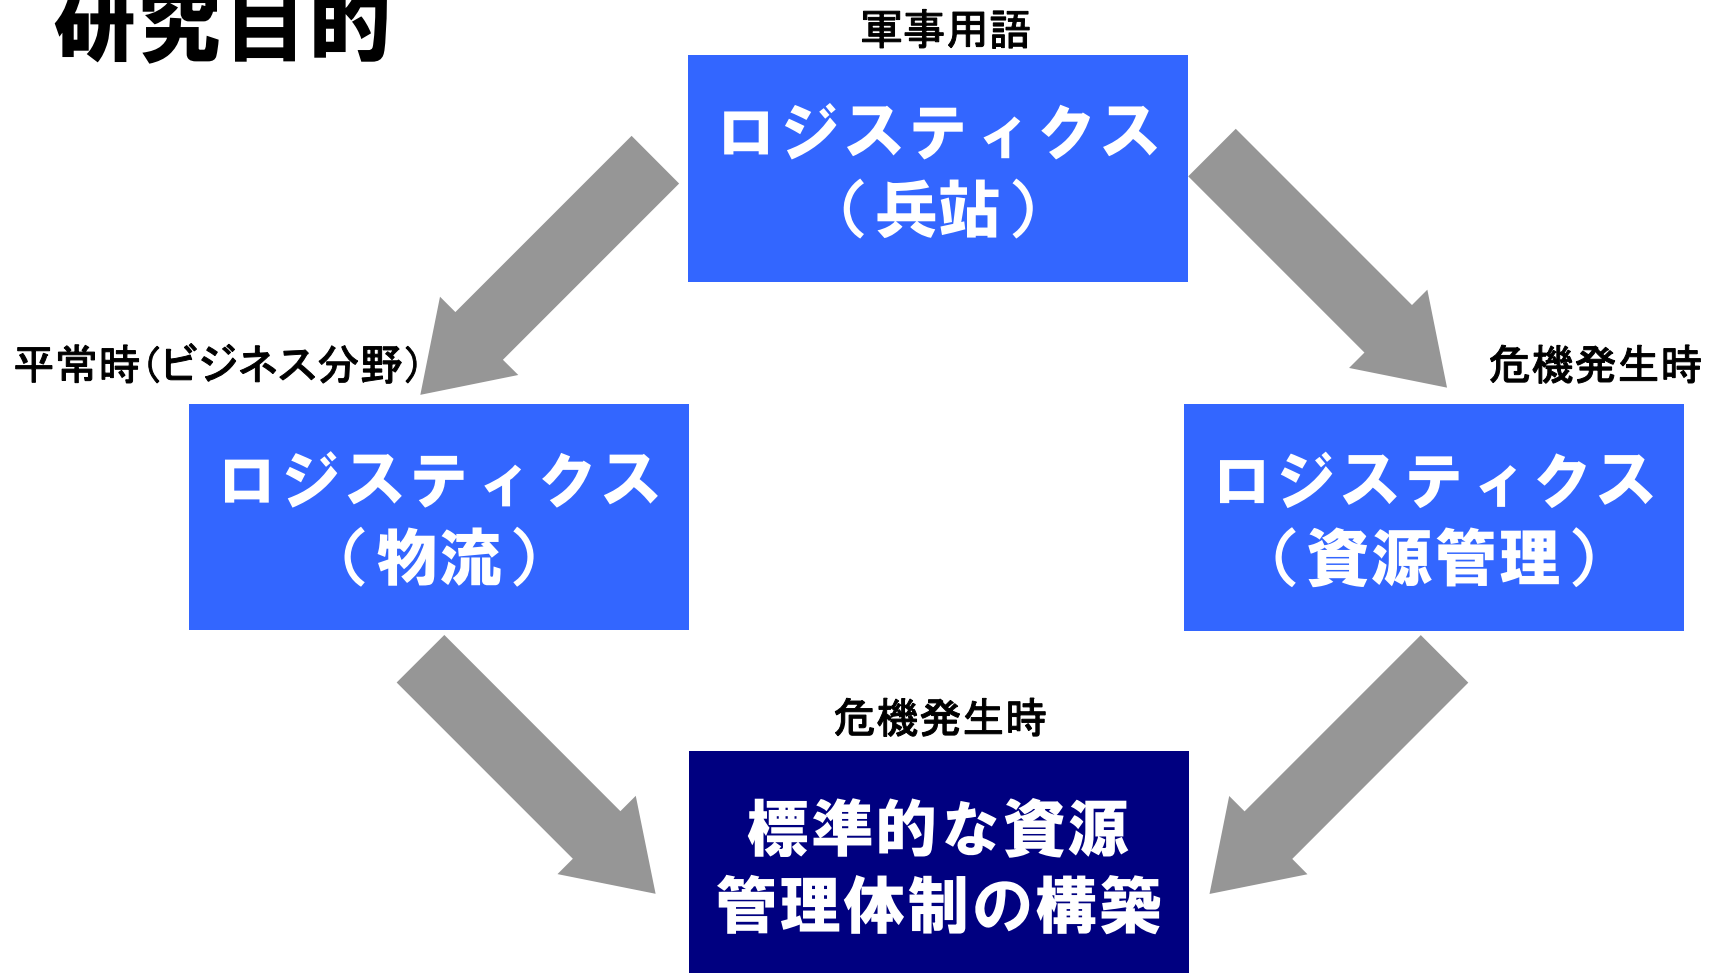 研究目的
軍事用語
ロジスティクス
（兵站）
平常時（ビジネス分野）
危機発生時
ロジスティクス
（物流）
ロジスティクス
（資源管理）
危機発生時
標準的な資源
管理体制の構築